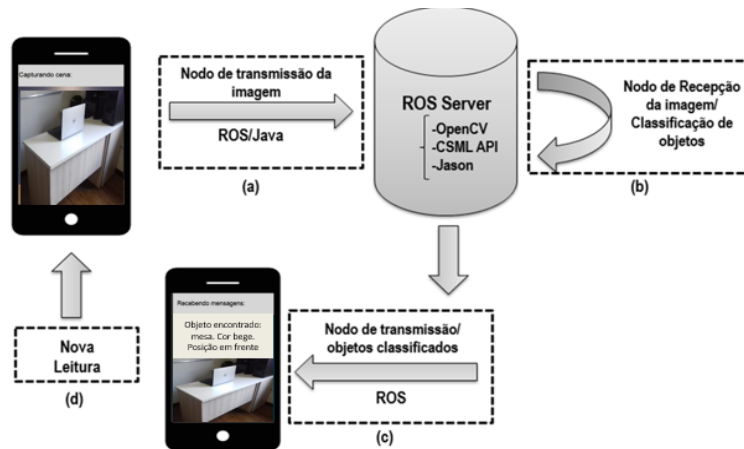 Capturando cena:
Nodo de transmissão da
imagem
ROS/Java
(a)
ROS Server
-OpenCV
-CSML API
-Jason
Nodo de Recepção
da imagem/
Classificação de
objetos
(b)
Recebendo mensagens:
Objeto encontrado:
mesa. Cor bege.
Posição em frente
Nodo de transmissão/
objetos classificados
ROS
(c)
Nova
Leitura
(d)